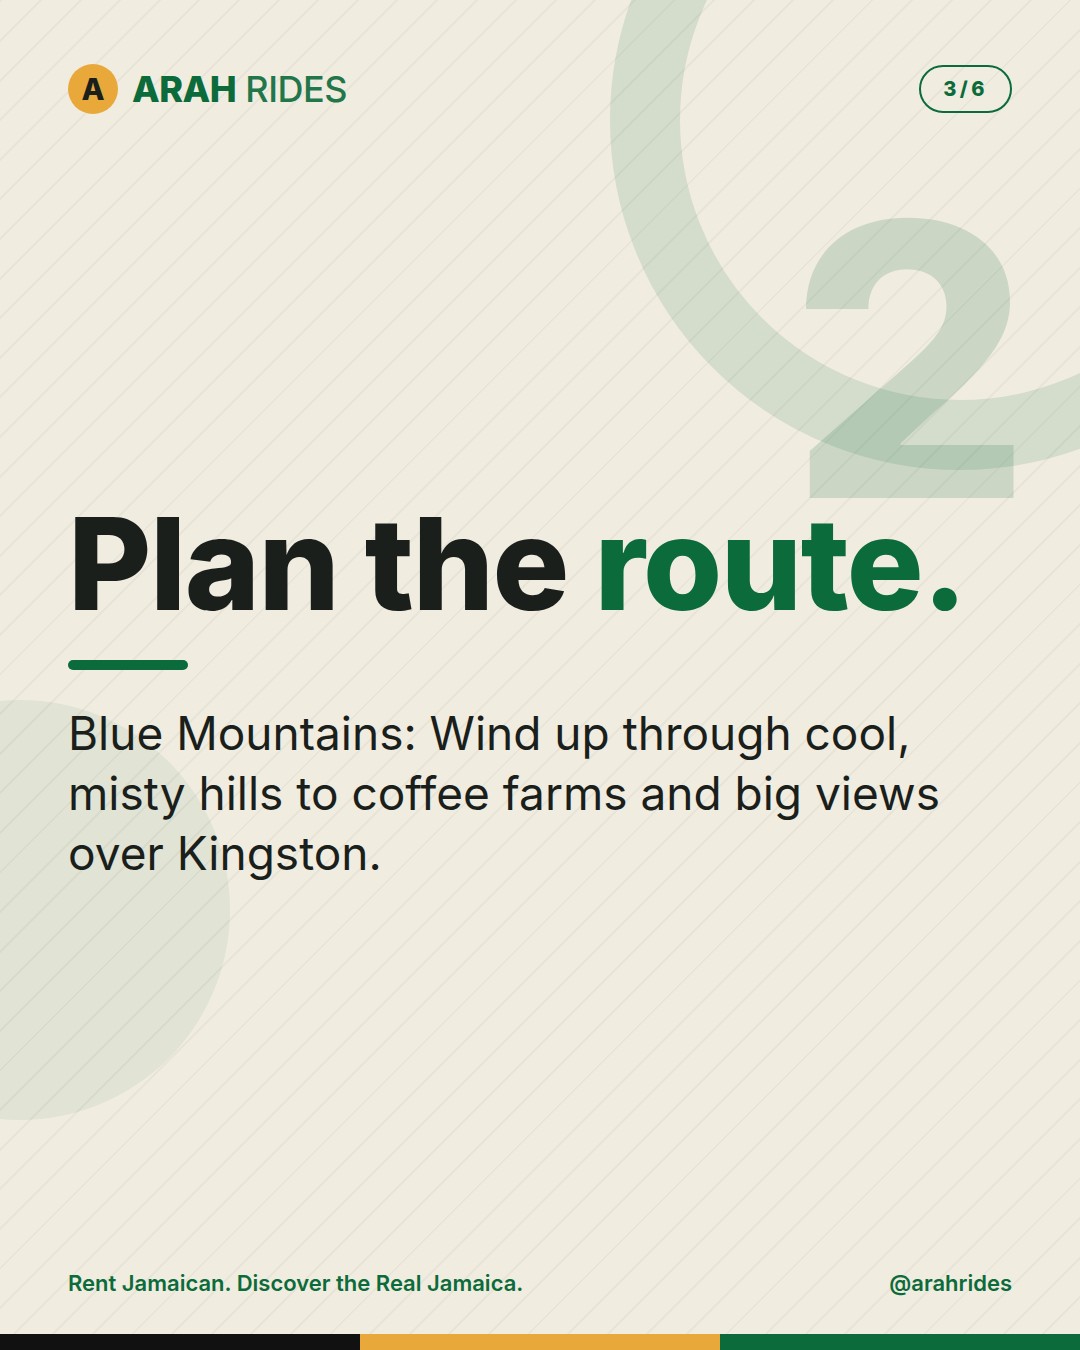 A ARAH RIDES
3/6
2
Plan the route.
Blue Mountains: Wind up through cool,
misty hills to coffee farms and big views
over Kingston.
Rent Jamaican. Discover the Real Jamaica.
@arahrides